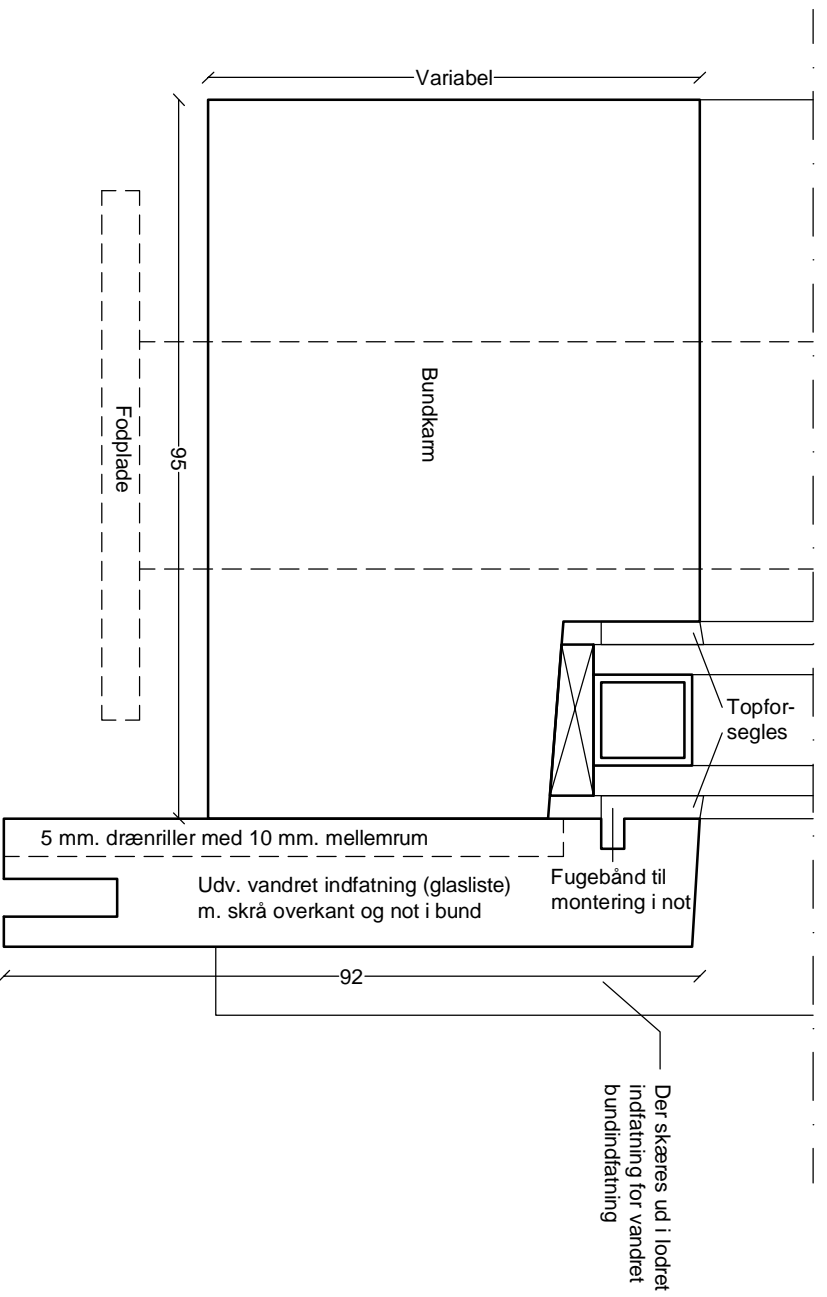 Variabel
Bundkarm
95
Fodplade
Topfor-
segles
5 mm. drænriller med 10 mm. mellemrum
Udv. vandret indfatning (glasliste)
m. skrå overkant og not i bund
Fugebånd til
montering i not
92
Der skæres ud i lodret
indfatning for vandret
bundindfatning